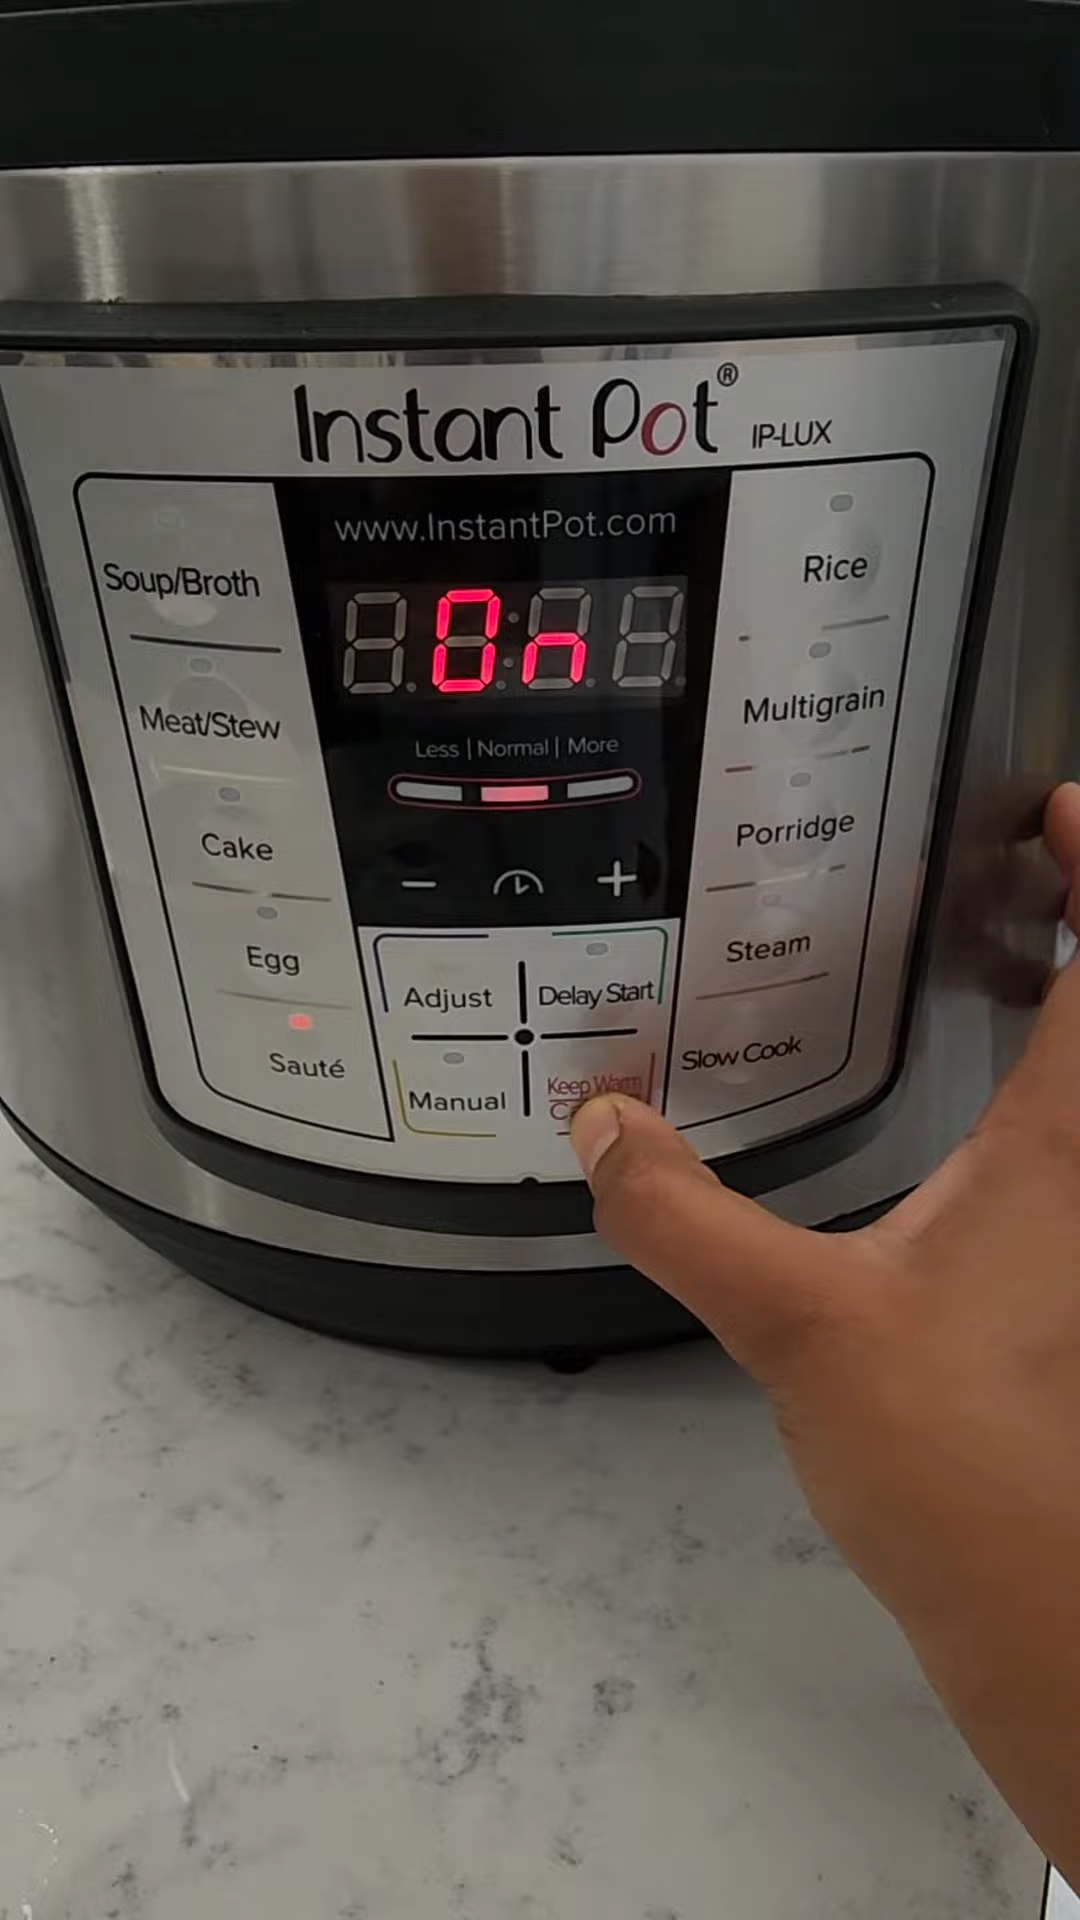 Instant Pot®
IP-LUX
www.InstantPot.com
On
Less | Normal | More
− +
Soup/Broth
Meat/Stew
Cake
Egg
Sauté
Adjust
Delay Start
Manual
Keep Warm
Rice
Multigrain
Porridge
Steam
Slow Cook